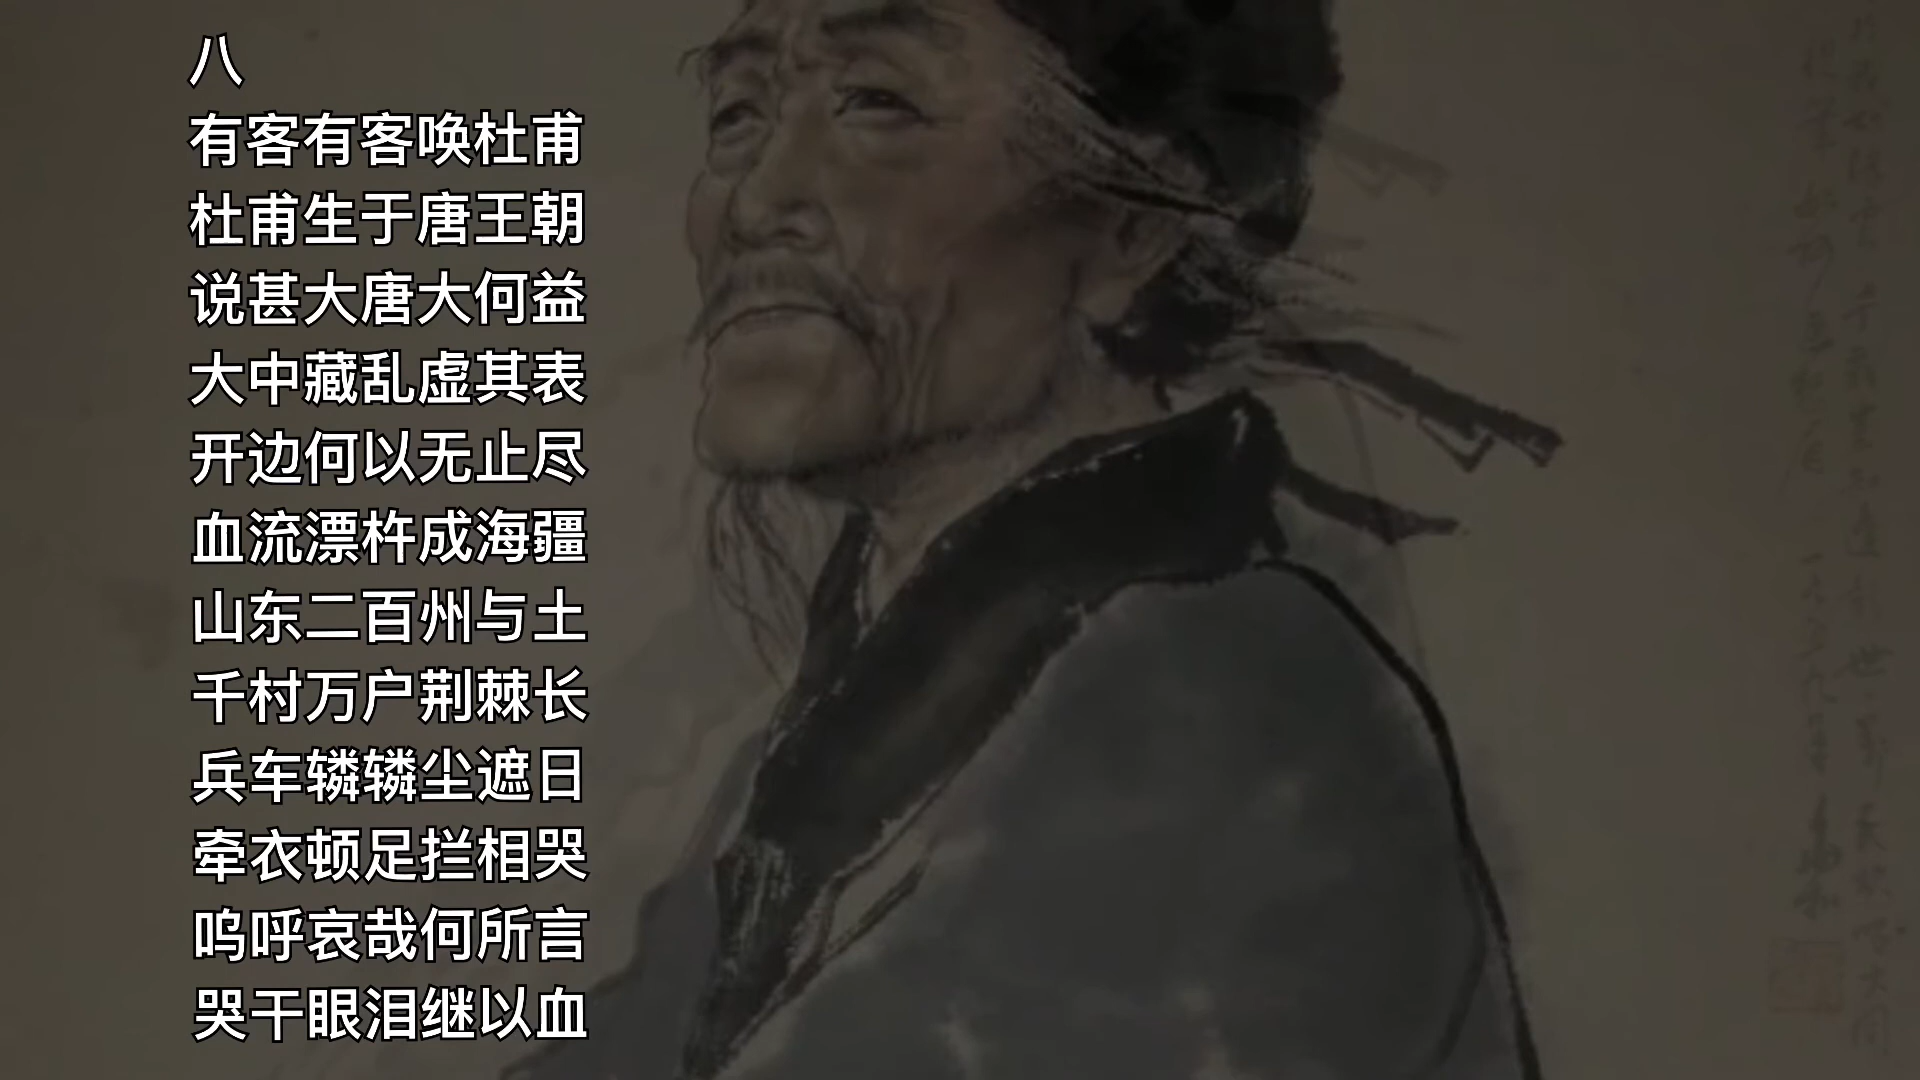 八
有客有客唤杜甫
杜甫生于唐王朝
说甚大唐大何益
大中藏乱虚其表
开边何以无止尽
血流漂杵成海疆
山东二百州与土
千村万户荆棘长
兵车辚辚尘遮日
牵衣顿足拦相哭
呜呼哀哉何所言
哭干眼泪继以血